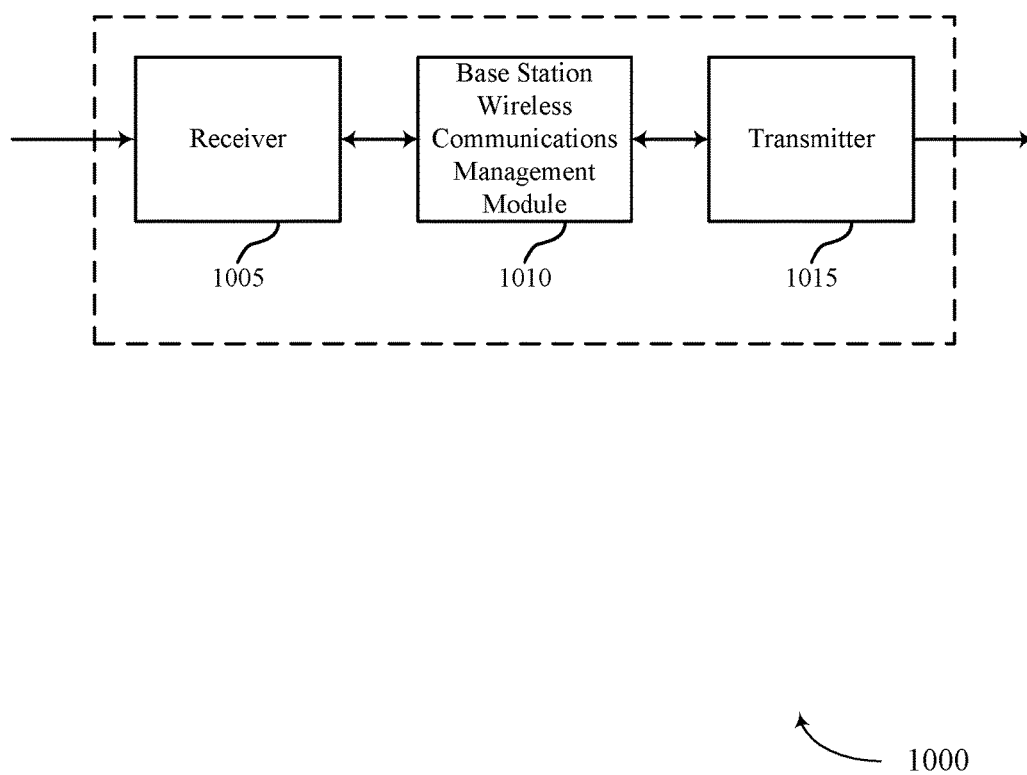 Receiver
Base Station
Wireless
Communications
Management
Module
Transmitter
1005
1010
1015
1000